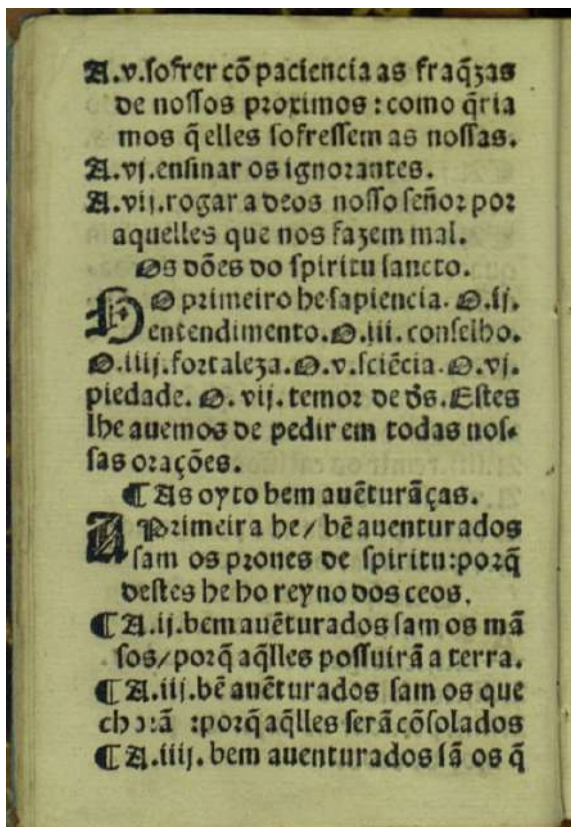 A.v.sofrer cõ paciencia as fraq̃zas
de nossos proximos : como q̃ria
mos q̃ elles sofressem as nossas.
A.vj.ensinar os ignorantes.
A.vij.rogar a deos nosso señor por
aquelles que nos fazem mal.
Os dões do spiritu sancto.
HO primeiro he sapiencia. O.ij.
entendimento. O.iii. conselho.
O.iiij.fortaleza. O.v.sciẽcia. O.vj.
piedade. O.vij. temor de d̃s. Estes
lhe auemos de pedir em todas nos-
sas orações.
¶ As oyto bem auẽturãças.
A Primeira he / bẽ auenturados
sam os prones de spiritu:porq̃
destes he ho reyno dos ceos.
¶ A.ij.bem auẽturados sam os mã
sos/porq̃ aq̃lles possuirã a terra.
¶ A.iij.bẽ auẽturados sam os que
chorã :porq̃ aq̃lles serã cõsolados
¶ A.iiij. bem auenturados sã os q̃